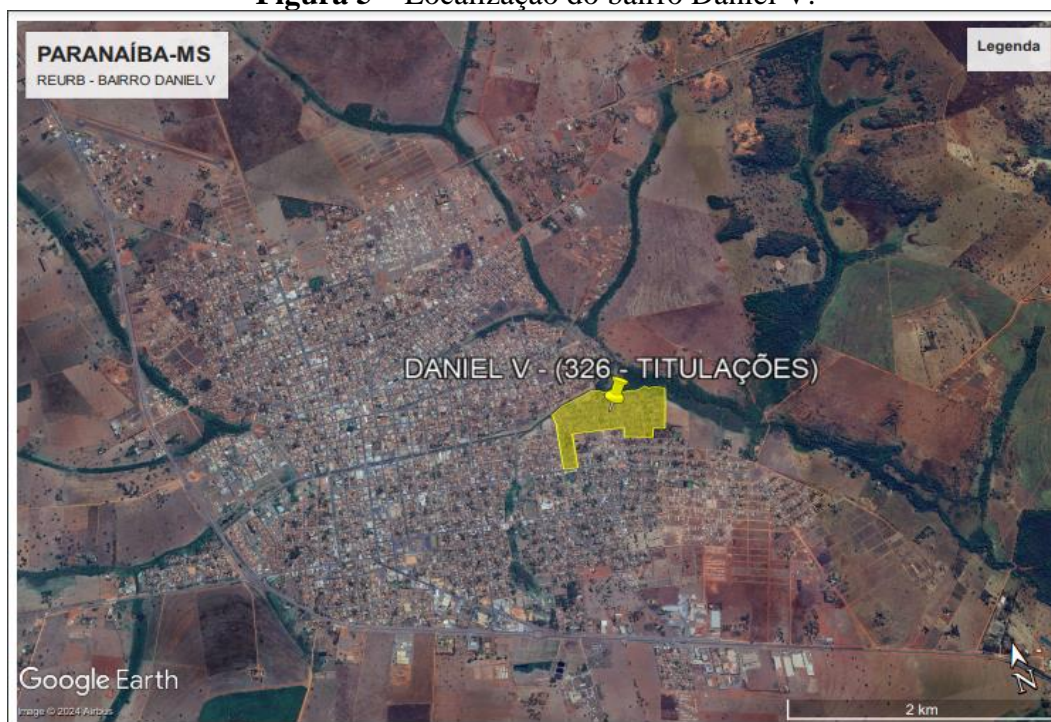 Figura 3 – Localização do bairro Daniel V.
PARANAÍBA-MS
REURB - BAIRRO DANIEL V
Legenda
DANIEL V - (326 - TITULAÇÕES)
Google Earth
Image © 2024 Airbus
N
2 km